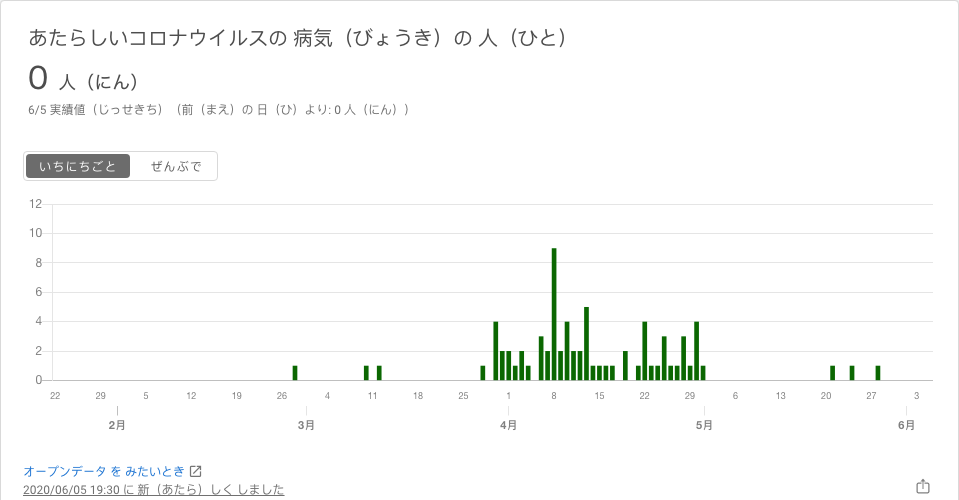 あたらしいコロナウイルスの 病気（びょうき）の 人（ひと）
0 人（にん）
6/5 実績値（じっせきち）（前（まえ）の 日（ひ）より: 0 人（にん））
いちにちごと ぜんぶで
12
10
8
6
4
2
0
22 29 5 12 19 26 4 11 18 25 1 8 15 22 29 6 13 20 27 3
2月 3月 4月 5月 6月
オープンデータ を みたいとき
2020/06/05 19:30 に 新（あたら）しく しました